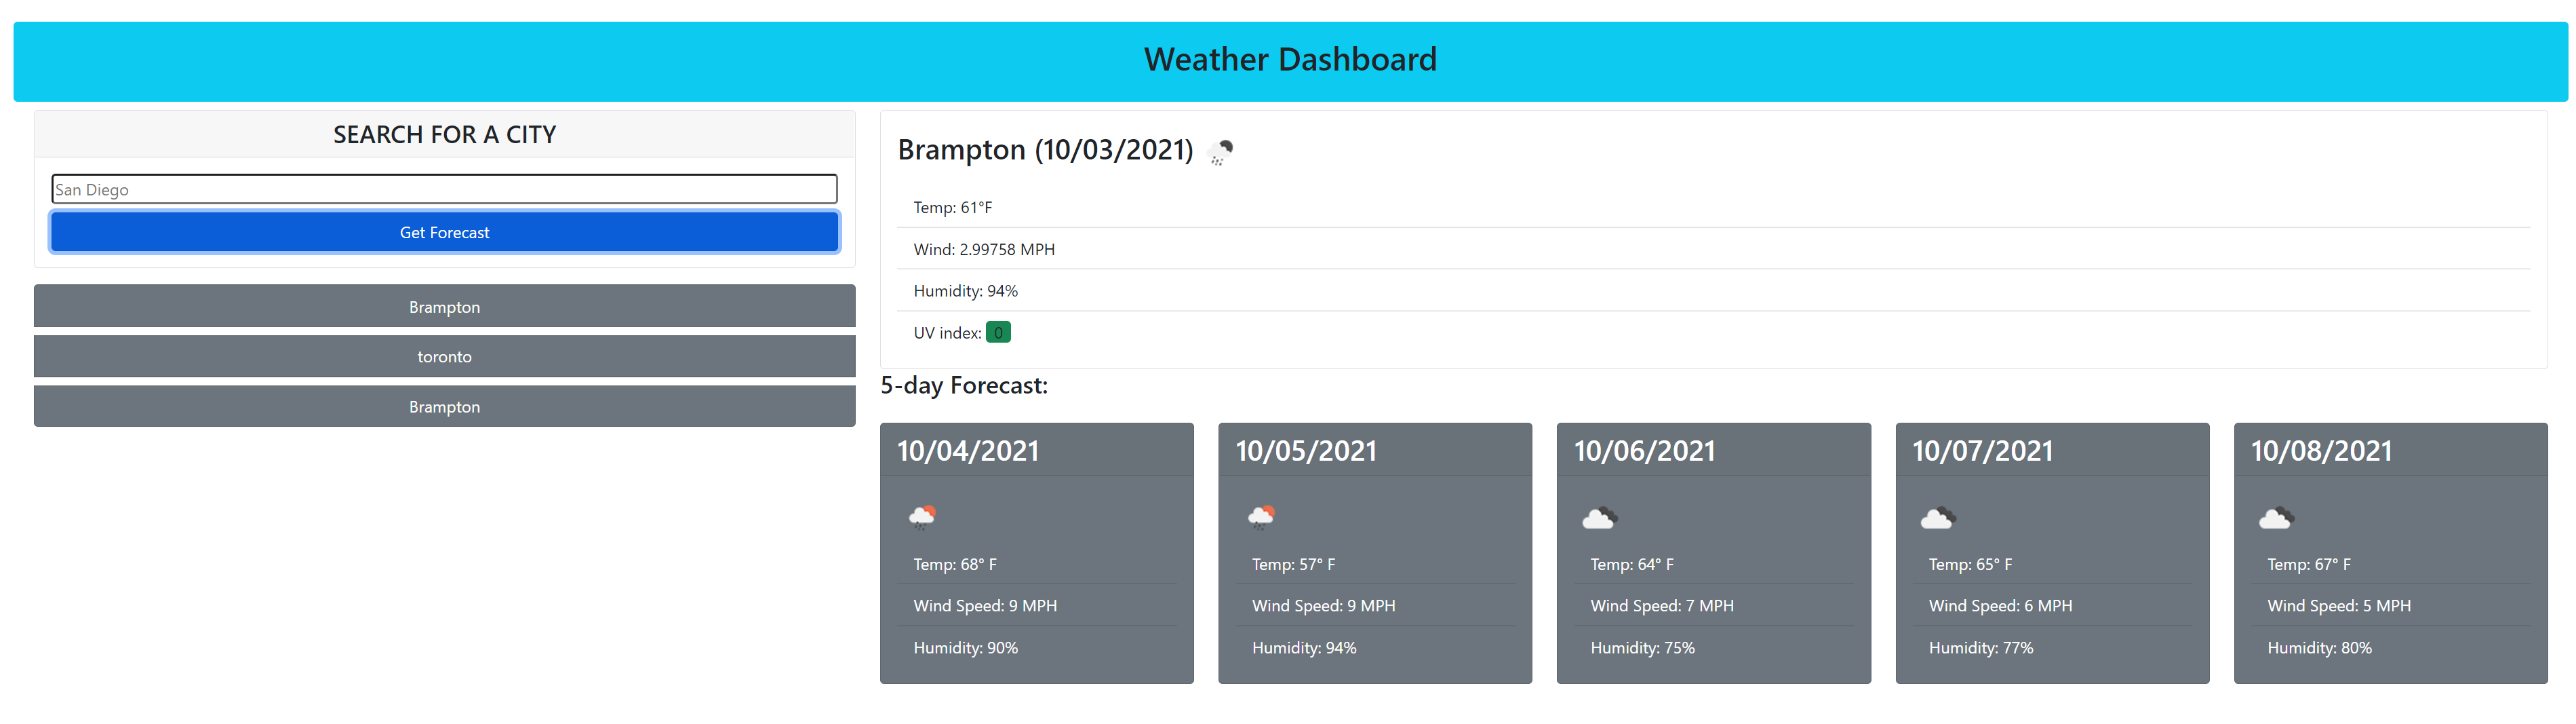 Weather Dashboard
SEARCH FOR A CITY
San Diego
Get Forecast
Brampton
toronto
Brampton
Brampton (10/03/2021)
Temp: 61°F
Wind: 2.99758 MPH
Humidity: 94%
UV index: 0
5-day Forecast:
10/04/2021
Temp: 68° F
Wind Speed: 9 MPH
Humidity: 90%
10/05/2021
Temp: 57° F
Wind Speed: 9 MPH
Humidity: 94%
10/06/2021
Temp: 64° F
Wind Speed: 7 MPH
Humidity: 75%
10/07/2021
Temp: 65° F
Wind Speed: 6 MPH
Humidity: 77%
10/08/2021
Temp: 67° F
Wind Speed: 5 MPH
Humidity: 80%